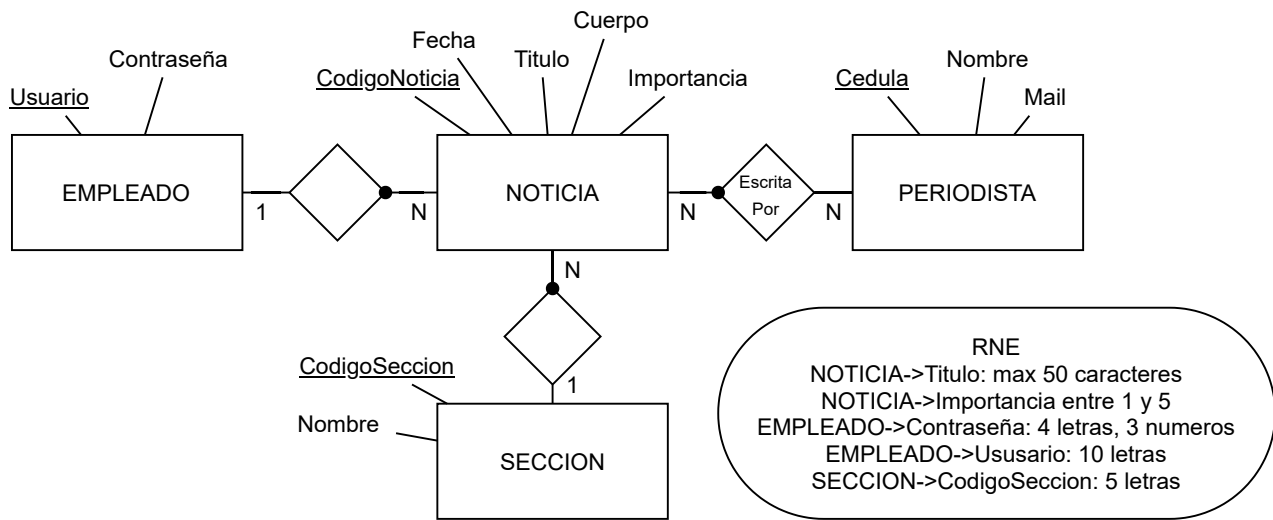 Cuerpo
Fecha
Contraseña
Titulo
Nombre
CodigoNoticia
Importancia
Cedula
Usuario
Mail
EMPLEADO
NOTICIA
Escrita
Por
PERIODISTA
1
N
N
N
N
CodigoSeccion
1
Nombre
SECCION
RNE
NOTICIA->Titulo: max 50 caracteres
NOTICIA->Importancia entre 1 y 5
EMPLEADO->Contraseña: 4 letras, 3 numeros
EMPLEADO->Ususario: 10 letras
SECCION->CodigoSeccion: 5 letras